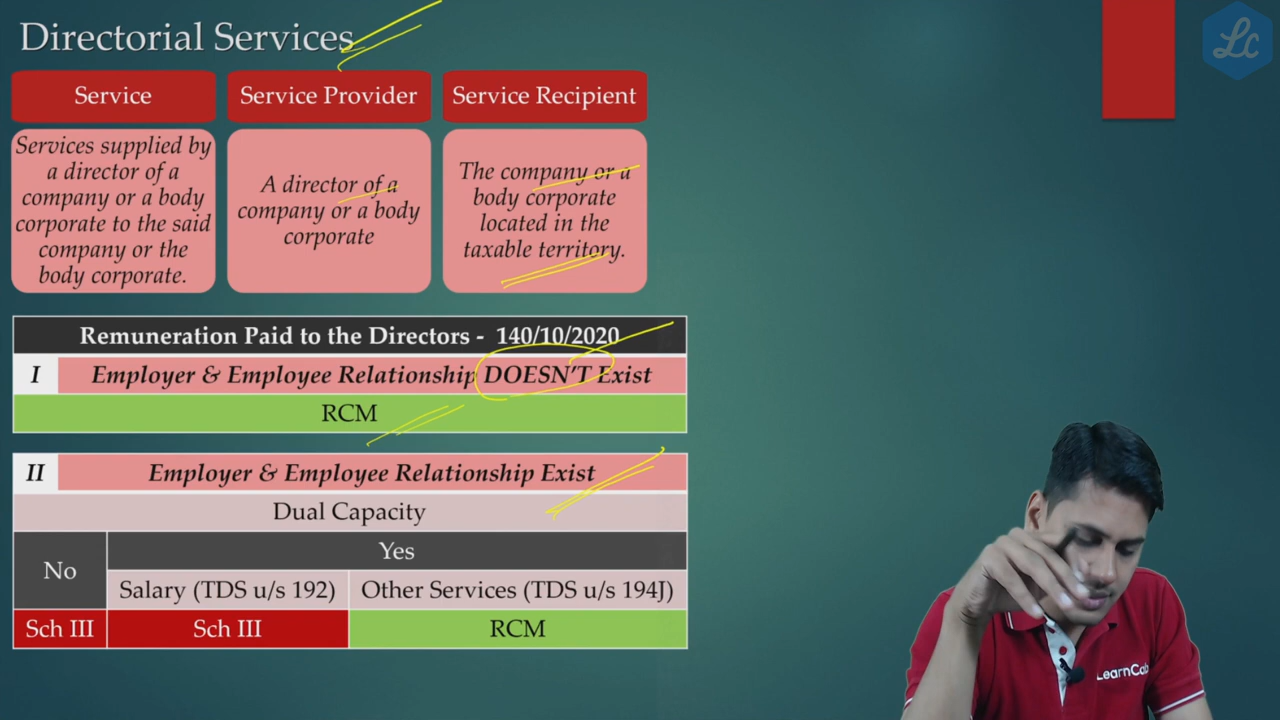 Directorial Services
Lc
Service
Service Provider
Service Recipient
Services supplied by
a director of a
company or a body
corporate to the said
company or the
body corporate.
A director of a
company or a body
corporate
The company or a
body corporate
located in the
taxable territory.
Remuneration Paid to the Directors - 140/10/2020
I Employer & Employee Relationship DOESN'T Exist
RCM
II Employer & Employee Relationship Exist
Dual Capacity
No
Yes
Salary (TDS u/s 192) Other Services (TDS u/s 194J)
Sch III Sch III RCM
LearnCab